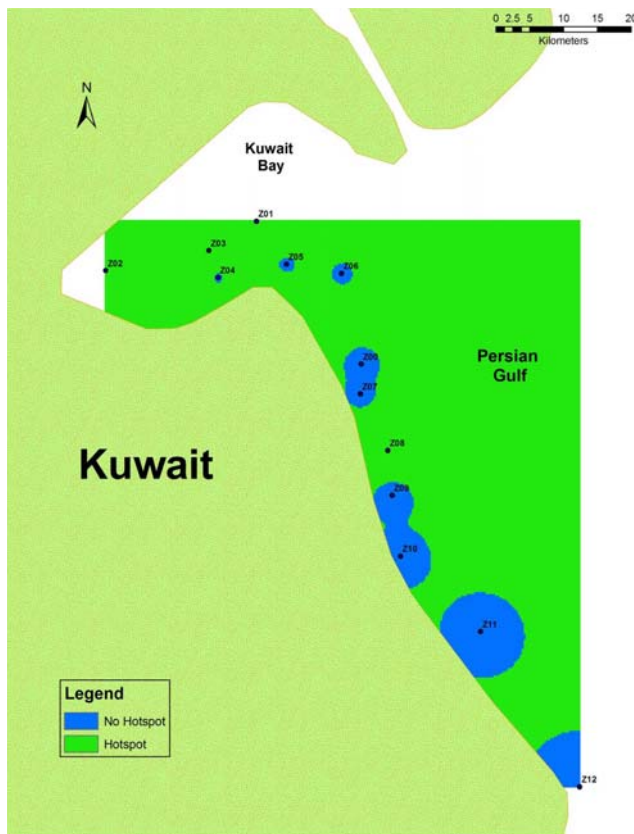 0 2.5 5 10 15 20
Kilometers
N
Kuwait
Bay
Z01
Z03
Z02
Z05
Z06
Z04
Persian
Gulf
Z00
Z07
Z08
Kuwait
Z09
Z10
Z11
Legend
No Hotspot
Hotspot
Z12